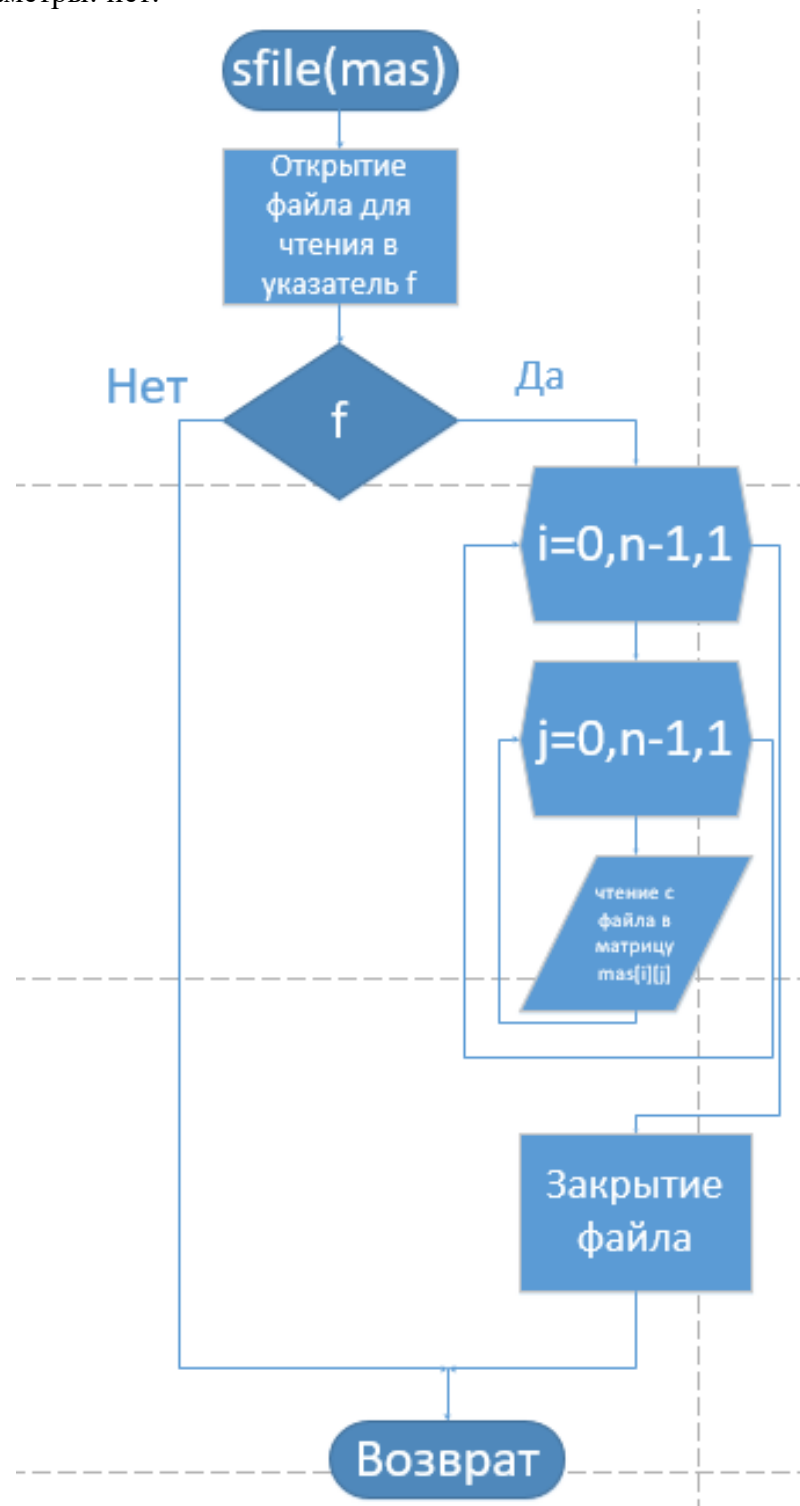 sfile(mas)
Открытие
файла для
чтения в
указатель f
Нет
Да
f
i=0,n-1,1
j=0,n-1,1
чтение с
файла в
матрицу
mas[i][j]
Закрытие
файла
Возврат